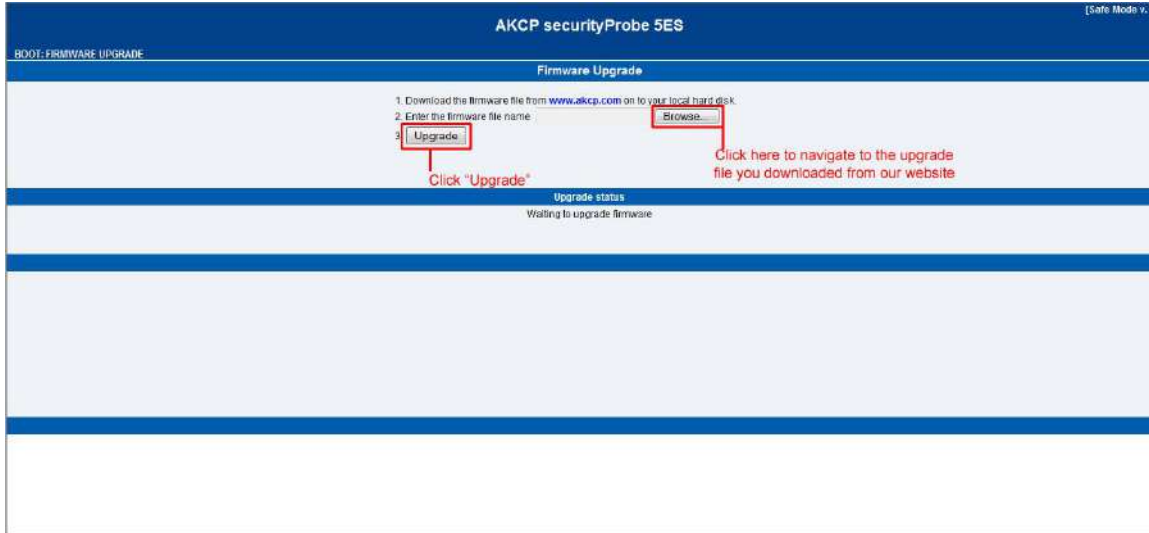 [Safe Mode v.
AKCP securityProbe 5ES
BOOT: FIRMWARE UPGRADE
Firmware Upgrade
1. Download the firmware file from www.akcp.com on to your local hard disk.
2. Enter the firmware file name
Browse...
3. Upgrade
Click here to navigate to the upgrade
file you downloaded from our website
Click "Upgrade"
Upgrade status
Waiting to upgrade firmware